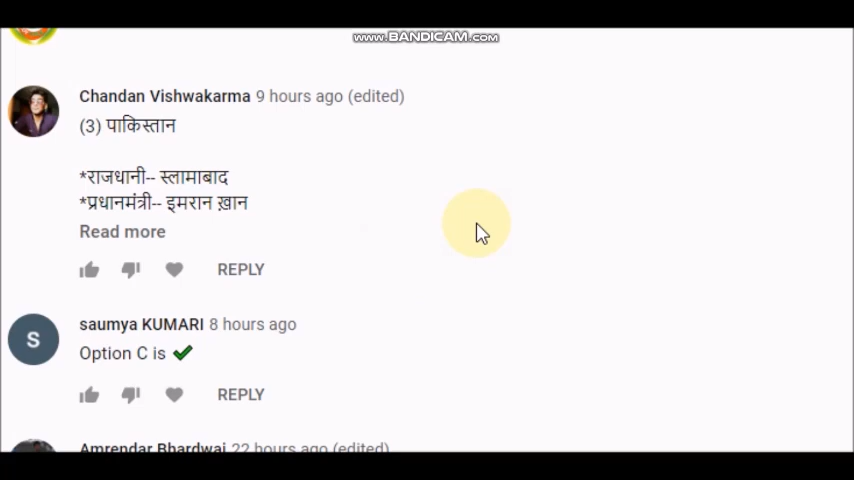 www.BANDICAM.com
Chandan Vishwakarma 9 hours ago (edited)
(3) पाकिस्तान
*राजधानी-- स्लामाबाद
*प्रधानमंत्री-- इ्मरान ख़ान
Read more
REPLY
saumya KUMARI 8 hours ago
S
Option C is ✔
REPLY
Amrendar Bhardwaj 22 hours ago (edited)